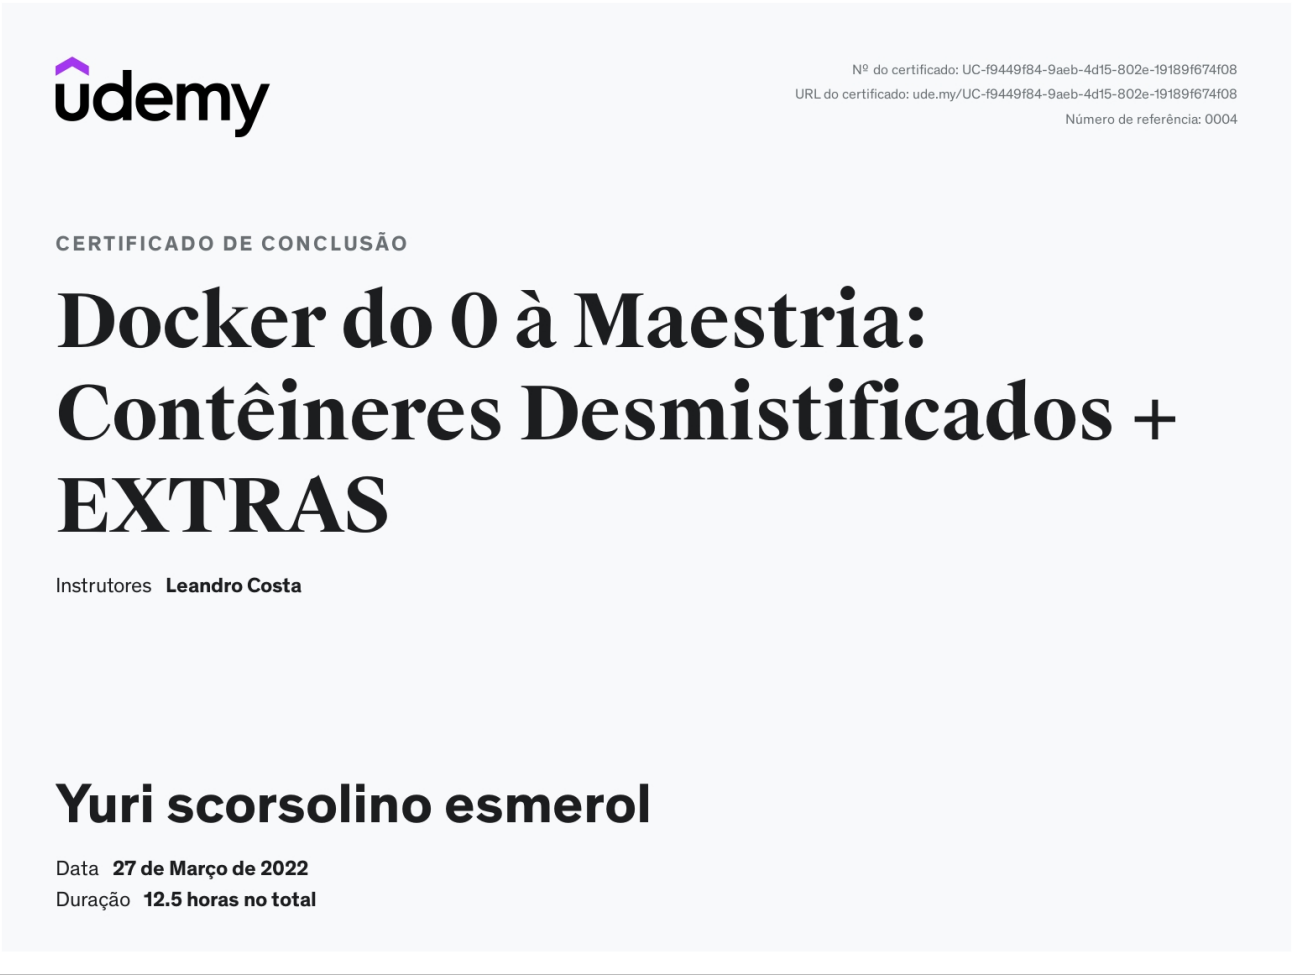 udemy
Nº do certificado: UC-f9449f84-9aeb-4d15-802e-19189f674f08
URL do certificado: ude.my/UC-f9449f84-9aeb-4d15-802e-19189f674f08
Número de referência: 0004
CERTIFICADO DE CONCLUSÃO
Docker do 0 à Maestria:
Contêineres Desmistificados +
EXTRAS
Instrutores Leandro Costa
Yuri scorsolino esmerol
Data 27 de Março de 2022
Duração 12.5 horas no total